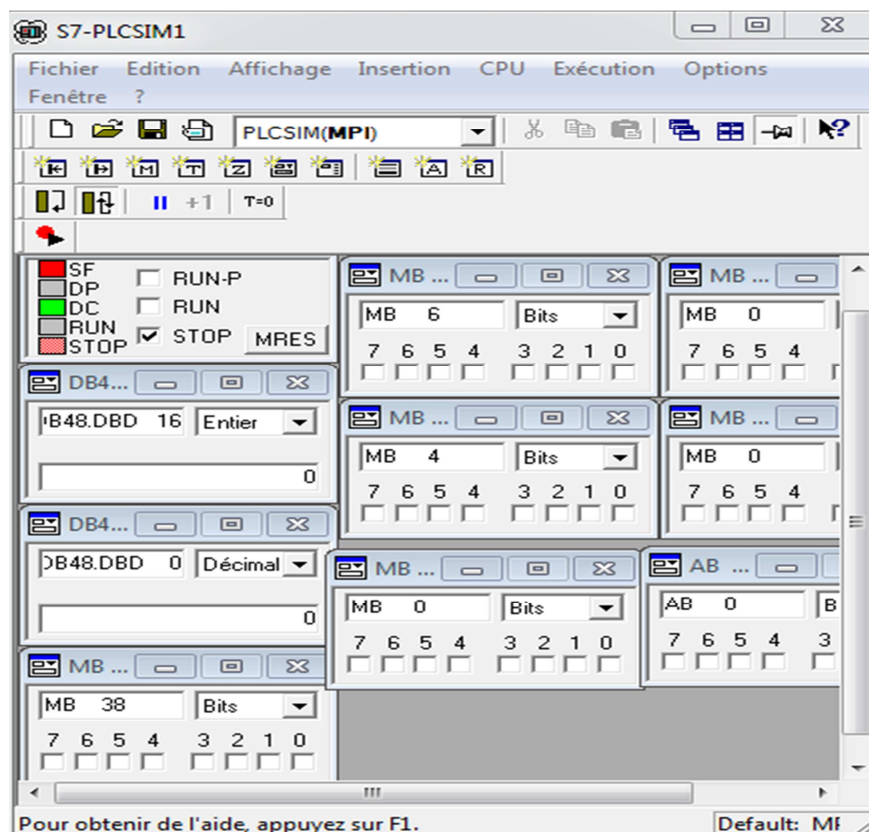 S7-PLCSIM1
Fichier Edition Affichage Insertion CPU Exécution Options
Fenêtre ?
PLCSIM(MPI)
+1 T=0
SF
DP
DC
RUN
STOP
RUN-P
RUN
STOP MRES
DB4...
B48.DBD 16 Entier
0
DB4...
DB48.DBD 0 Décimal
0
MB ...
MB 38 Bits
7 6 5 4 3 2 1 0
MB ...
MB 6 Bits
7 6 5 4 3 2 1 0
MB ...
MB 4 Bits
7 6 5 4 3 2 1 0
MB ...
MB 0 Bits
7 6 5 4 3 2 1 0
MB ...
MB 0
7 6 5 4
MB ...
MB 0
7 6 5 4
AB ...
AB 0 B
7 6 5 4 3
Pour obtenir de l'aide, appuyez sur F1.
Default: